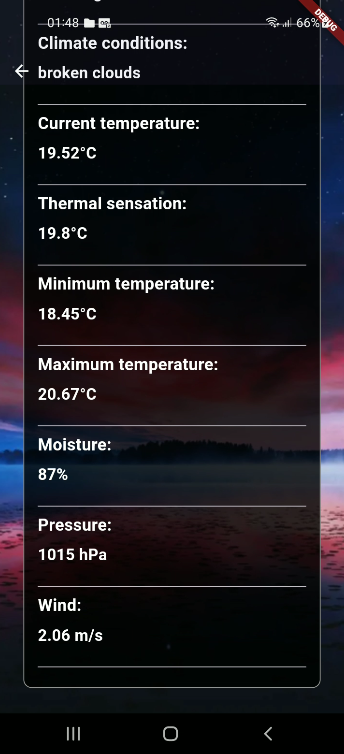 01:48
66%
DEBUG
Climate conditions:
broken clouds
Current temperature:
19.52°C
Thermal sensation:
19.8°C
Minimum temperature:
18.45°C
Maximum temperature:
20.67°C
Moisture:
87%
Pressure:
1015 hPa
Wind:
2.06 m/s